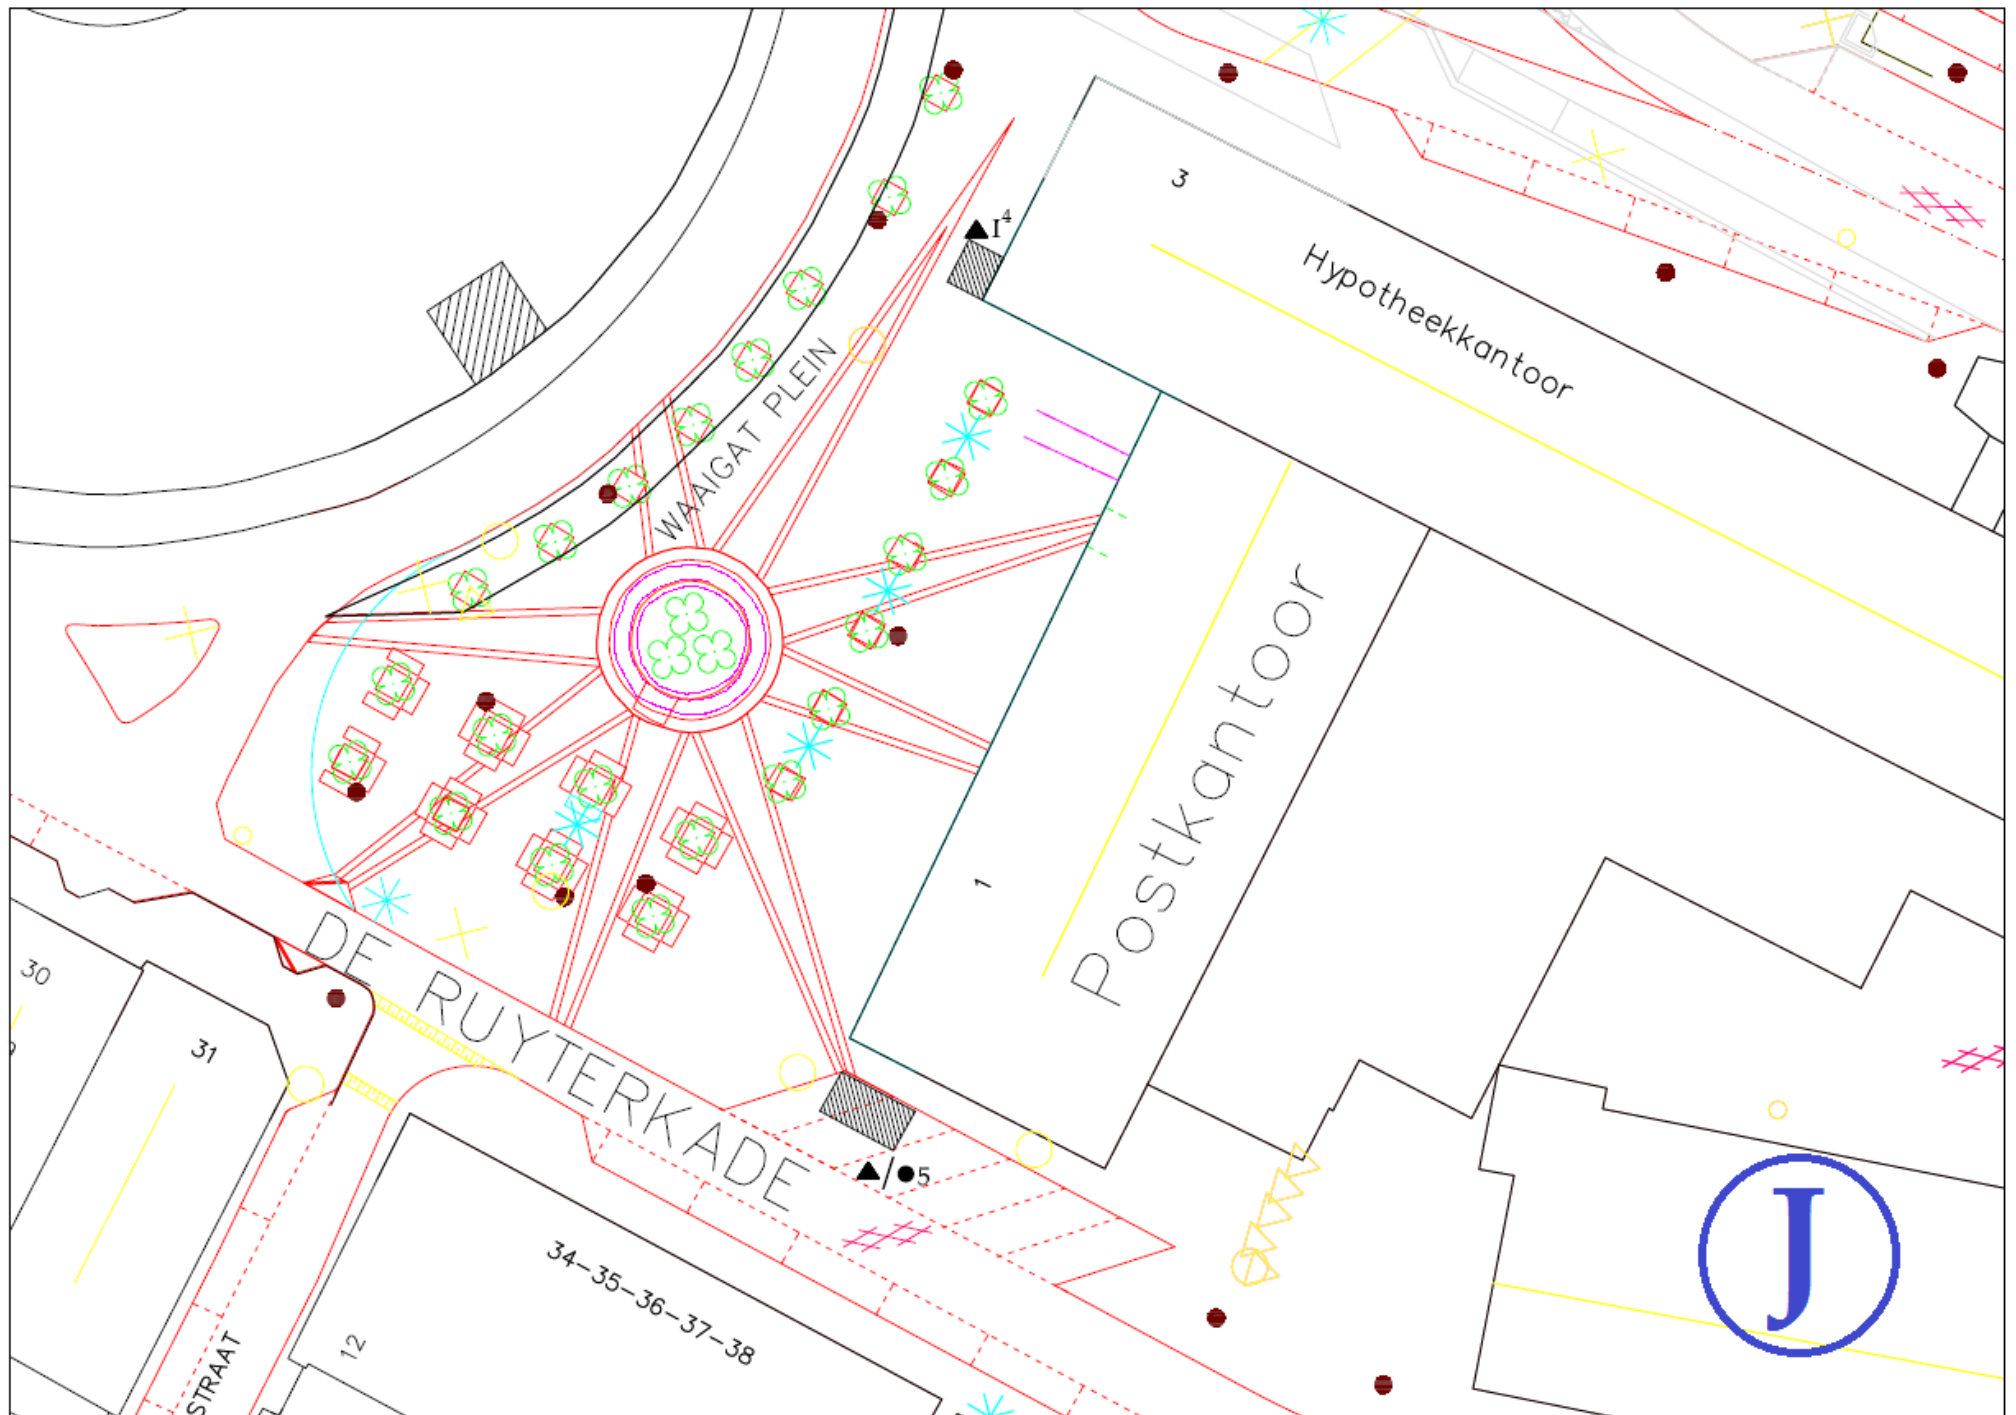 3
I⁴
Hypotheekkantoor
WAAIGAT PLEIN
Postkantoor
1
DE RUYTERKADE
30
31
/●5
34-35-36-37-38
12
STRAAT
J